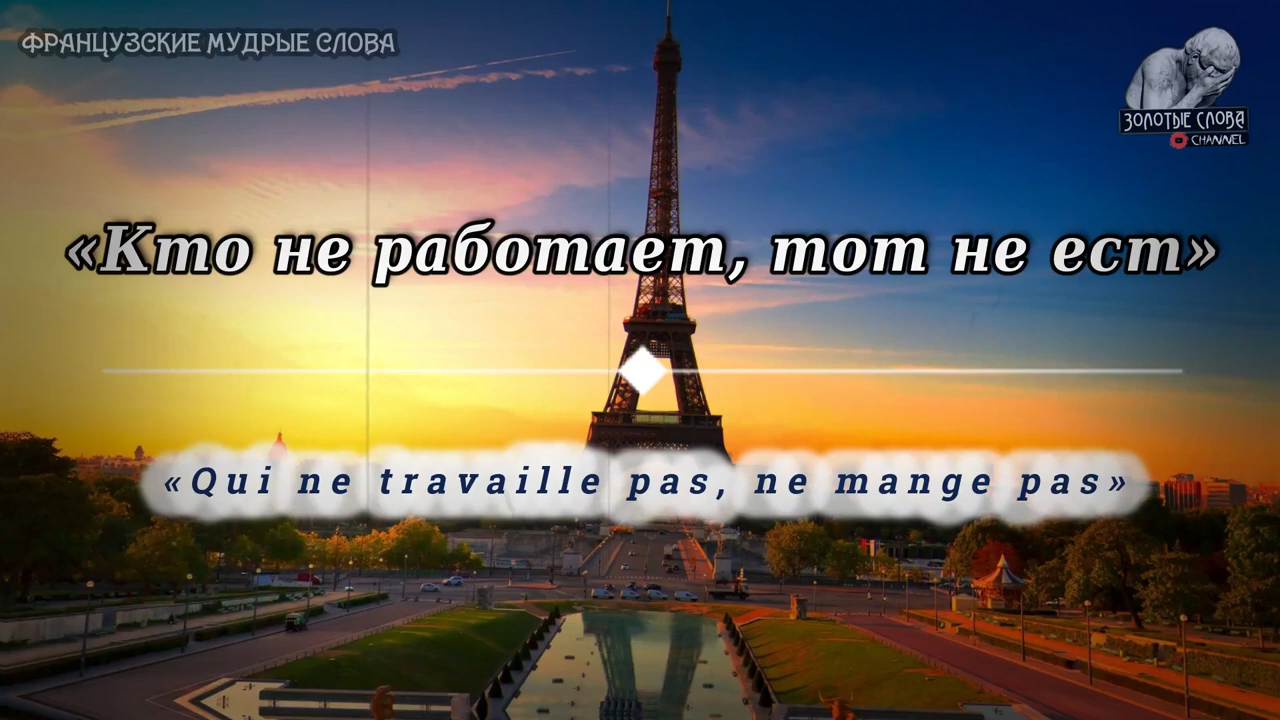 ФРАНЦУЗСКИЕ МУДРЫЕ СЛОВА
ЗОЛОТЫЕ СЛОВА
CHANNEL
«Кто не работает, тот не ест»
«Qui ne travaille pas, ne mange pas»